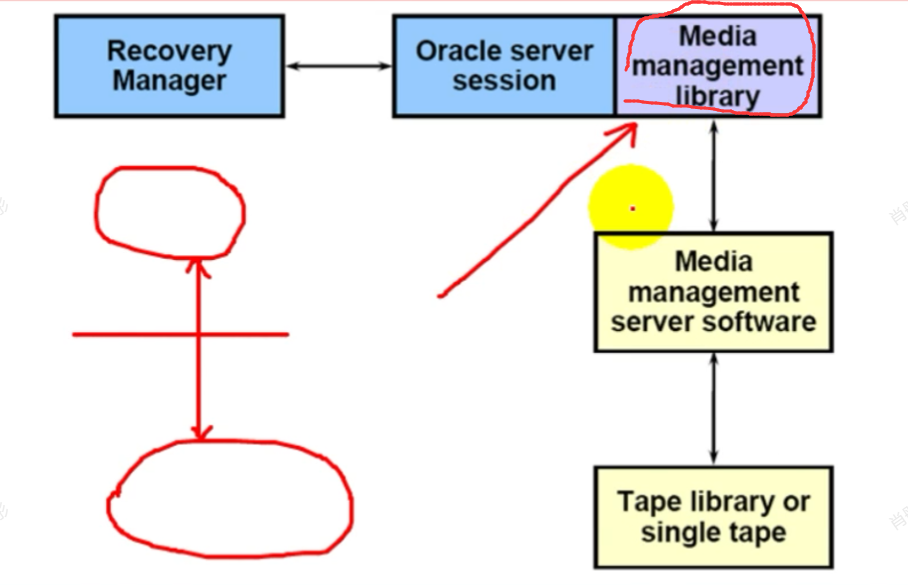 Recovery
Manager
Oracle server
session
Media
management
library
Media
management
server software
Tape library or
single tape